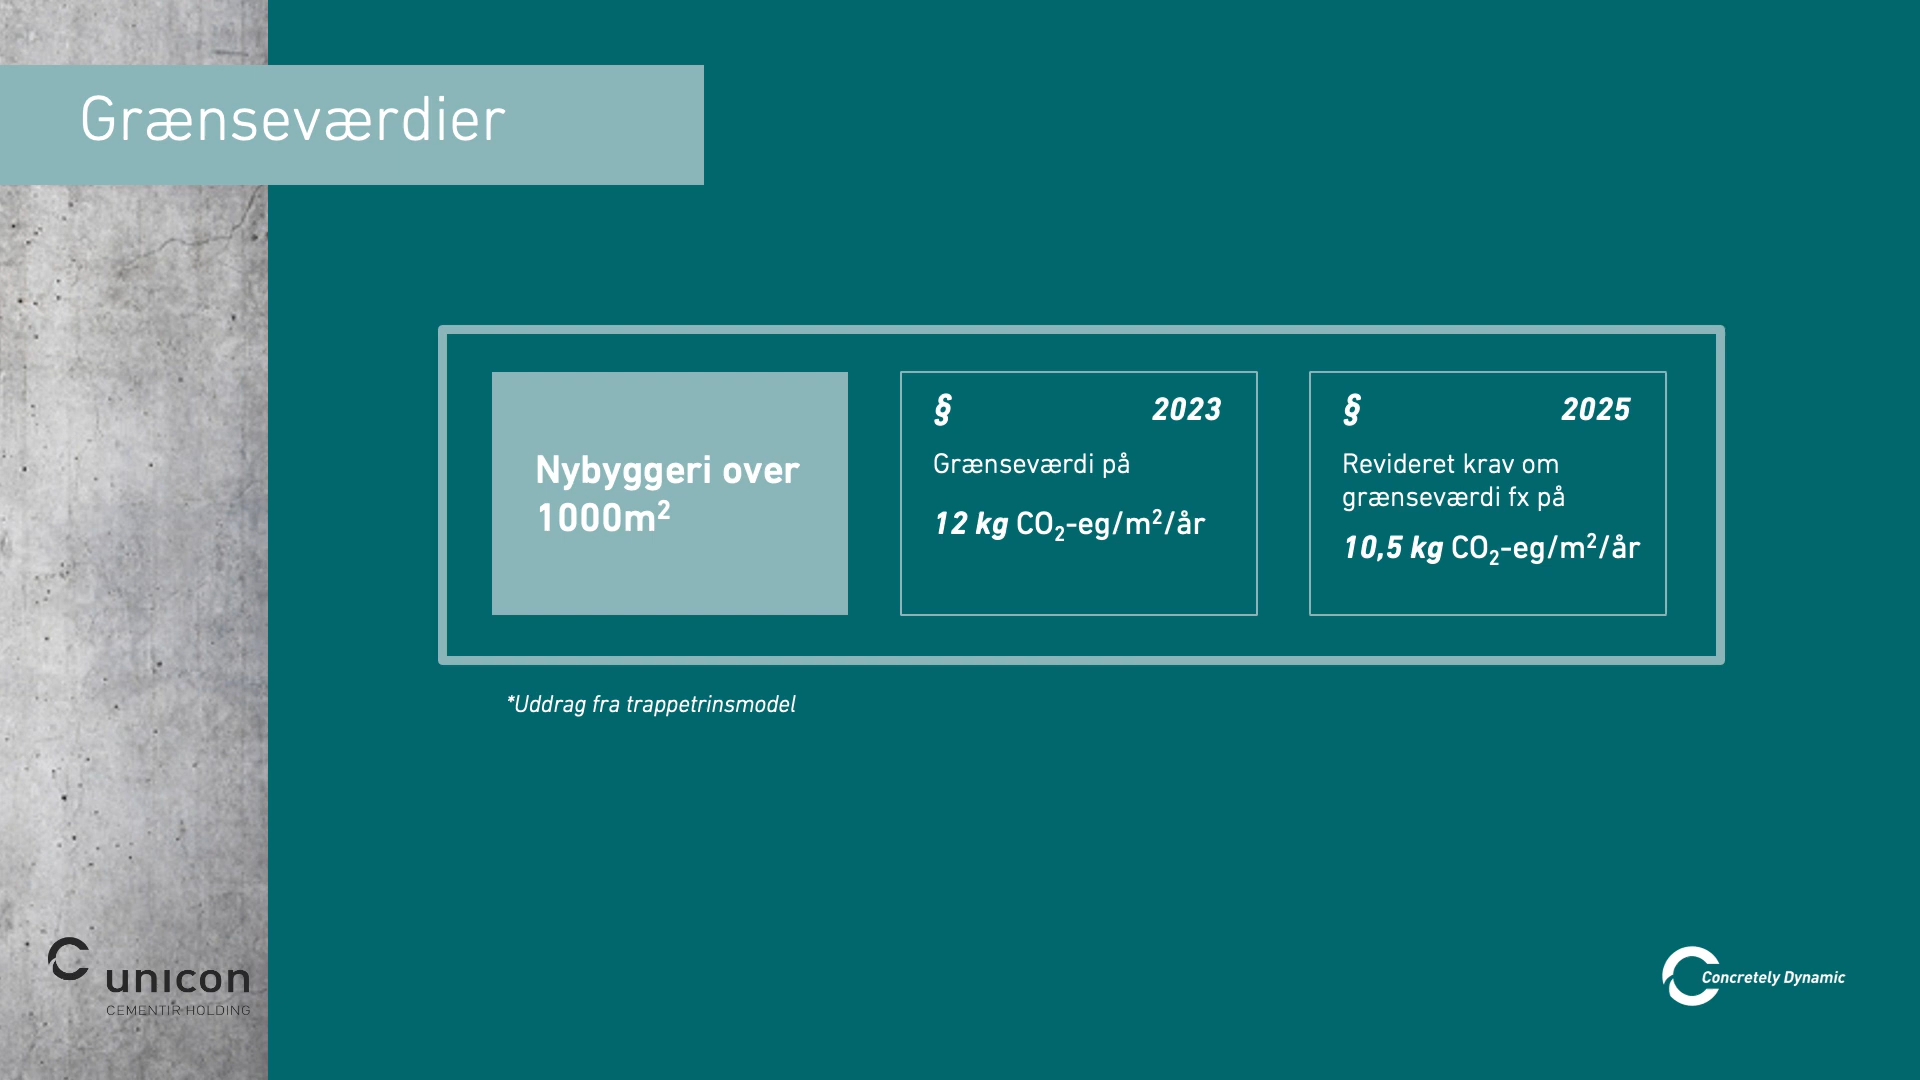 Grænseværdier
Nybyggeri over
1000m²
§ 2023
Grænseværdi på
12 kg CO₂-eg/m²/år
§ 2025
Revideret krav om
grænseværdi fx på
10,5 kg CO₂-eg/m²/år
*Uddrag fra trappetrinsmodel
unicon
CEMENTIR HOLDING
Concretely Dynamic